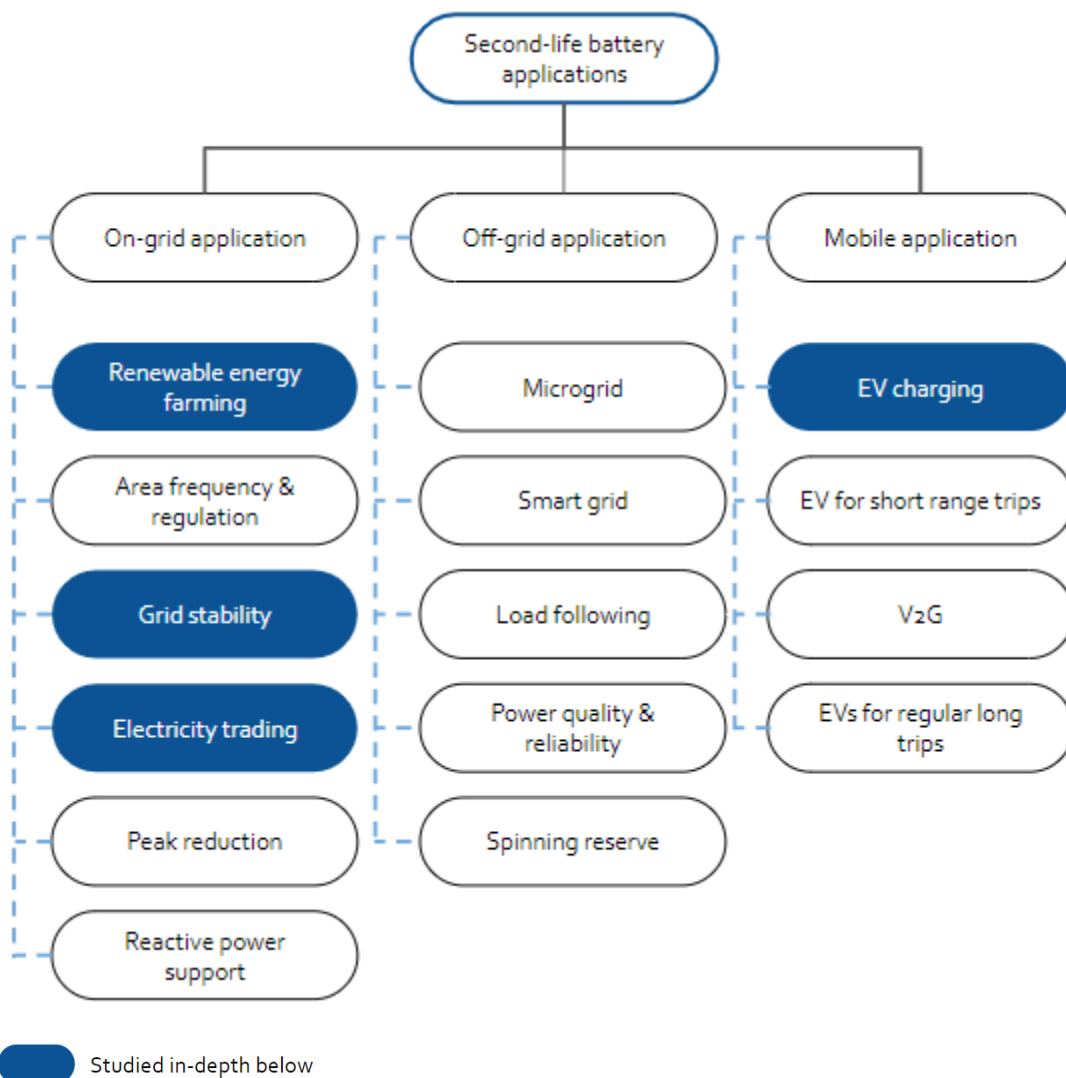 Second-life battery
applications
On-grid application
Off-grid application
Mobile application
Renewable energy
farming
Microgrid
EV charging
Area frequency &
regulation
Smart grid
EV for short range trips
Grid stability
Load following
V2G
Electricity trading
Power quality &
reliability
EVs for regular long
trips
Peak reduction
Spinning reserve
Reactive power
support
Studied in-depth below